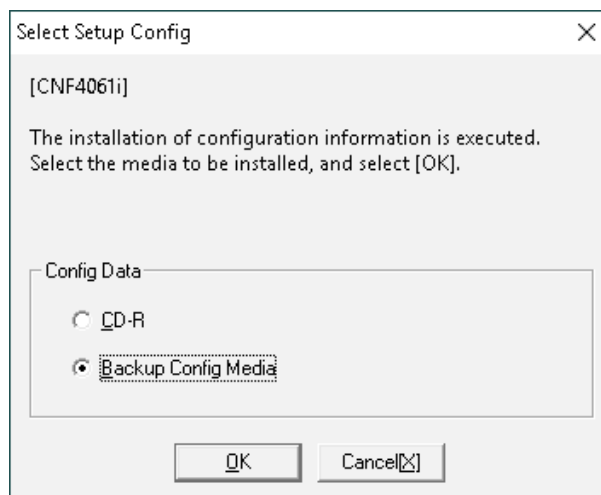 Select Setup Config
[CNF4061i]
The installation of configuration information is executed.
Select the media to be installed, and select [OK].
Config Data
CD-R
Backup Config Media
OK
Cancel[X]